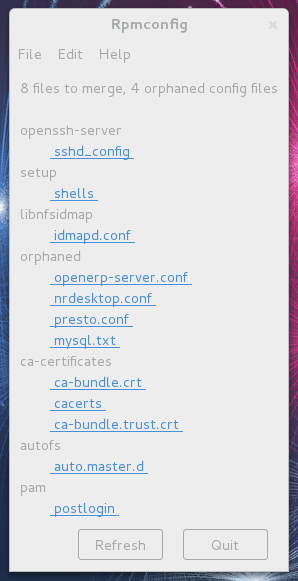 Rpmconfig ×
File Edit Help
8 files to merge, 4 orphaned config files
openssh-server
sshd_config
setup
shells
libnfsidmap
idmapd.conf
orphaned
openerp-server.conf
nrdesktop.conf
presto.conf
mysql.txt
ca-certificates
ca-bundle.crt
cacerts
ca-bundle.trust.crt
autofs
auto.master.d
pam
postlogin
Refresh Quit